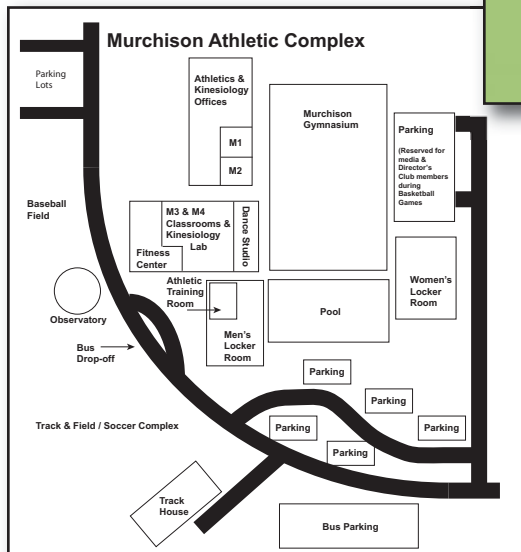 Murchison Athletic Complex
Parking
Lots
Athletics &
Kinesiology
Offices
M1
M2
Murchison
Gymnasium
Parking
(Reserved for
media &
Director's
Club members
during
Basketball
Games
Baseball
Field
M3 & M4
Classrooms &
Kinesiology
Lab
Fitness
Center
Dance Studio
Athletic
Training
Room
Men's
Locker
Room
Pool
Women's
Locker
Room
Observatory
Bus
Drop-off
Parking
Parking
Parking
Parking
Parking
Track & Field / Soccer Complex
Track
House
Bus Parking